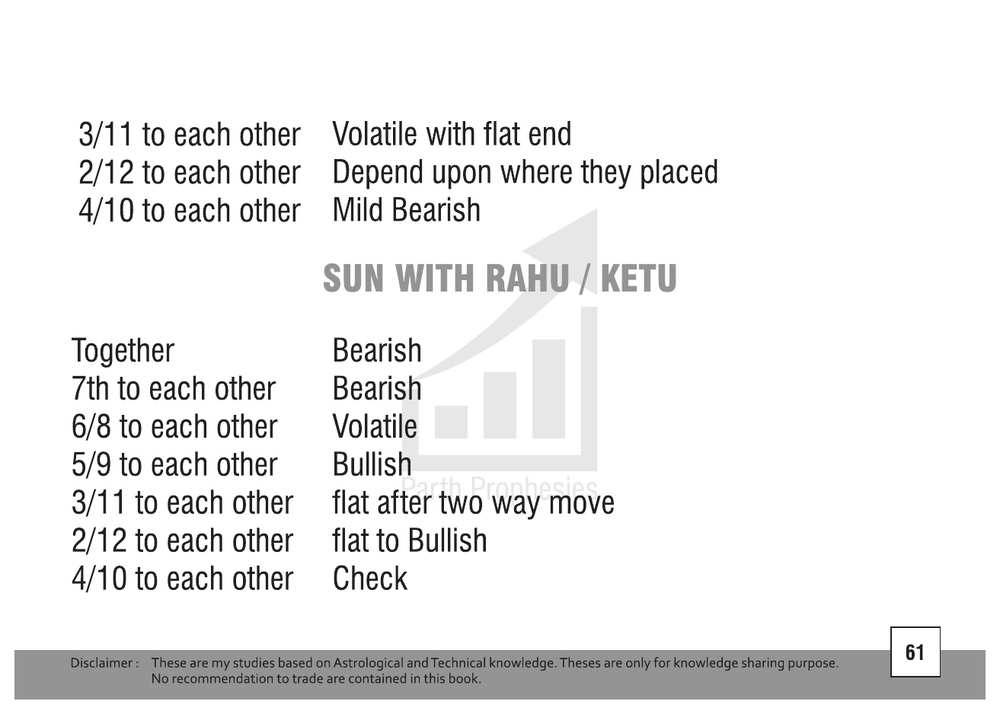 3/11 to each other Volatile with flat end
2/12 to each other Depend upon where they placed
4/10 to each other Mild Bearish
SUN WITH RAHU / KETU
Together Bearish
7th to each other Bearish
6/8 to each other Volatile
5/9 to each other Bullish
Parth Prophesies
3/11 to each other flat after two way move
2/12 to each other flat to Bullish
4/10 to each other Check
Disclaimer : These are my studies based on Astrological and Technical knowledge. Theses are only for knowledge sharing purpose.
No recommendation to trade are contained in this book.
61